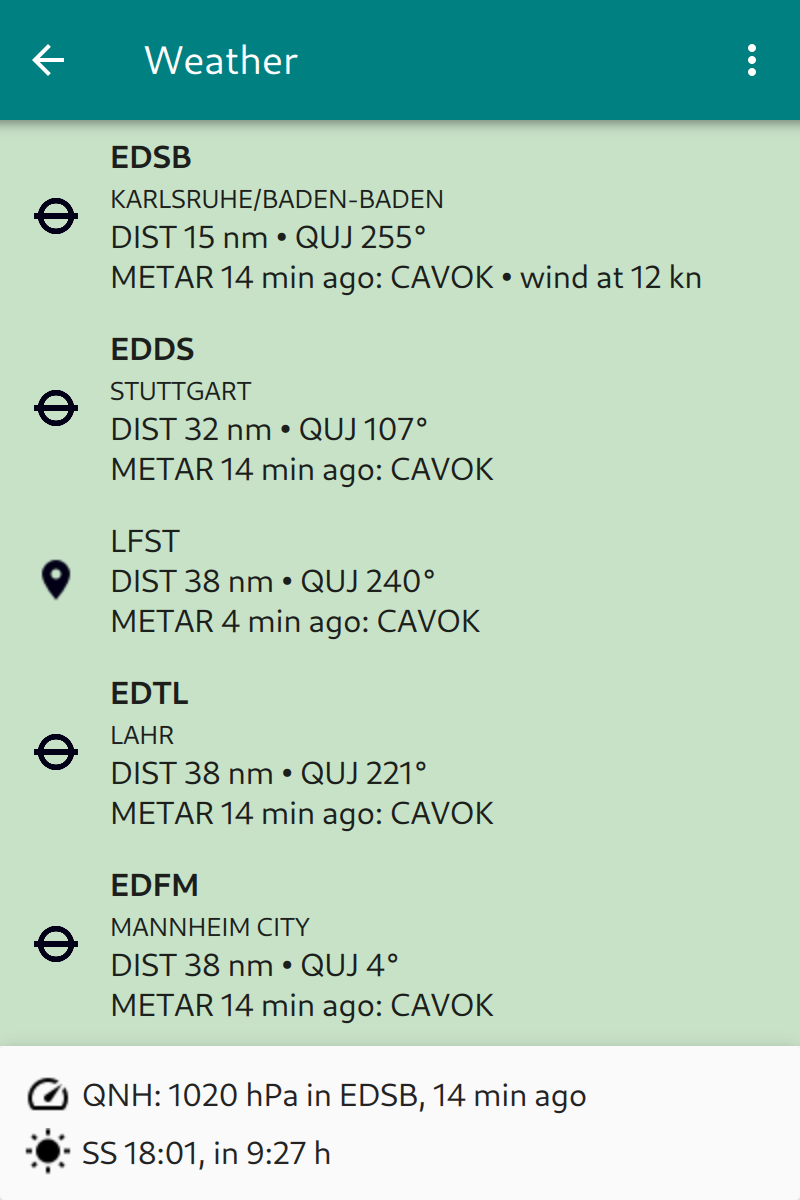 Weather
EDSB
KARLSRUHE/BADEN-BADEN
DIST 15 nm • QUJ 255°
METAR 14 min ago: CAVOK • wind at 12 kn
EDDS
STUTTGART
DIST 32 nm • QUJ 107°
METAR 14 min ago: CAVOK
LFST
DIST 38 nm • QUJ 240°
METAR 4 min ago: CAVOK
EDTL
LAHR
DIST 38 nm • QUJ 221°
METAR 14 min ago: CAVOK
EDFM
MANNHEIM CITY
DIST 38 nm • QUJ 4°
METAR 14 min ago: CAVOK
QNH: 1020 hPa in EDSB, 14 min ago
SS 18:01, in 9:27 h